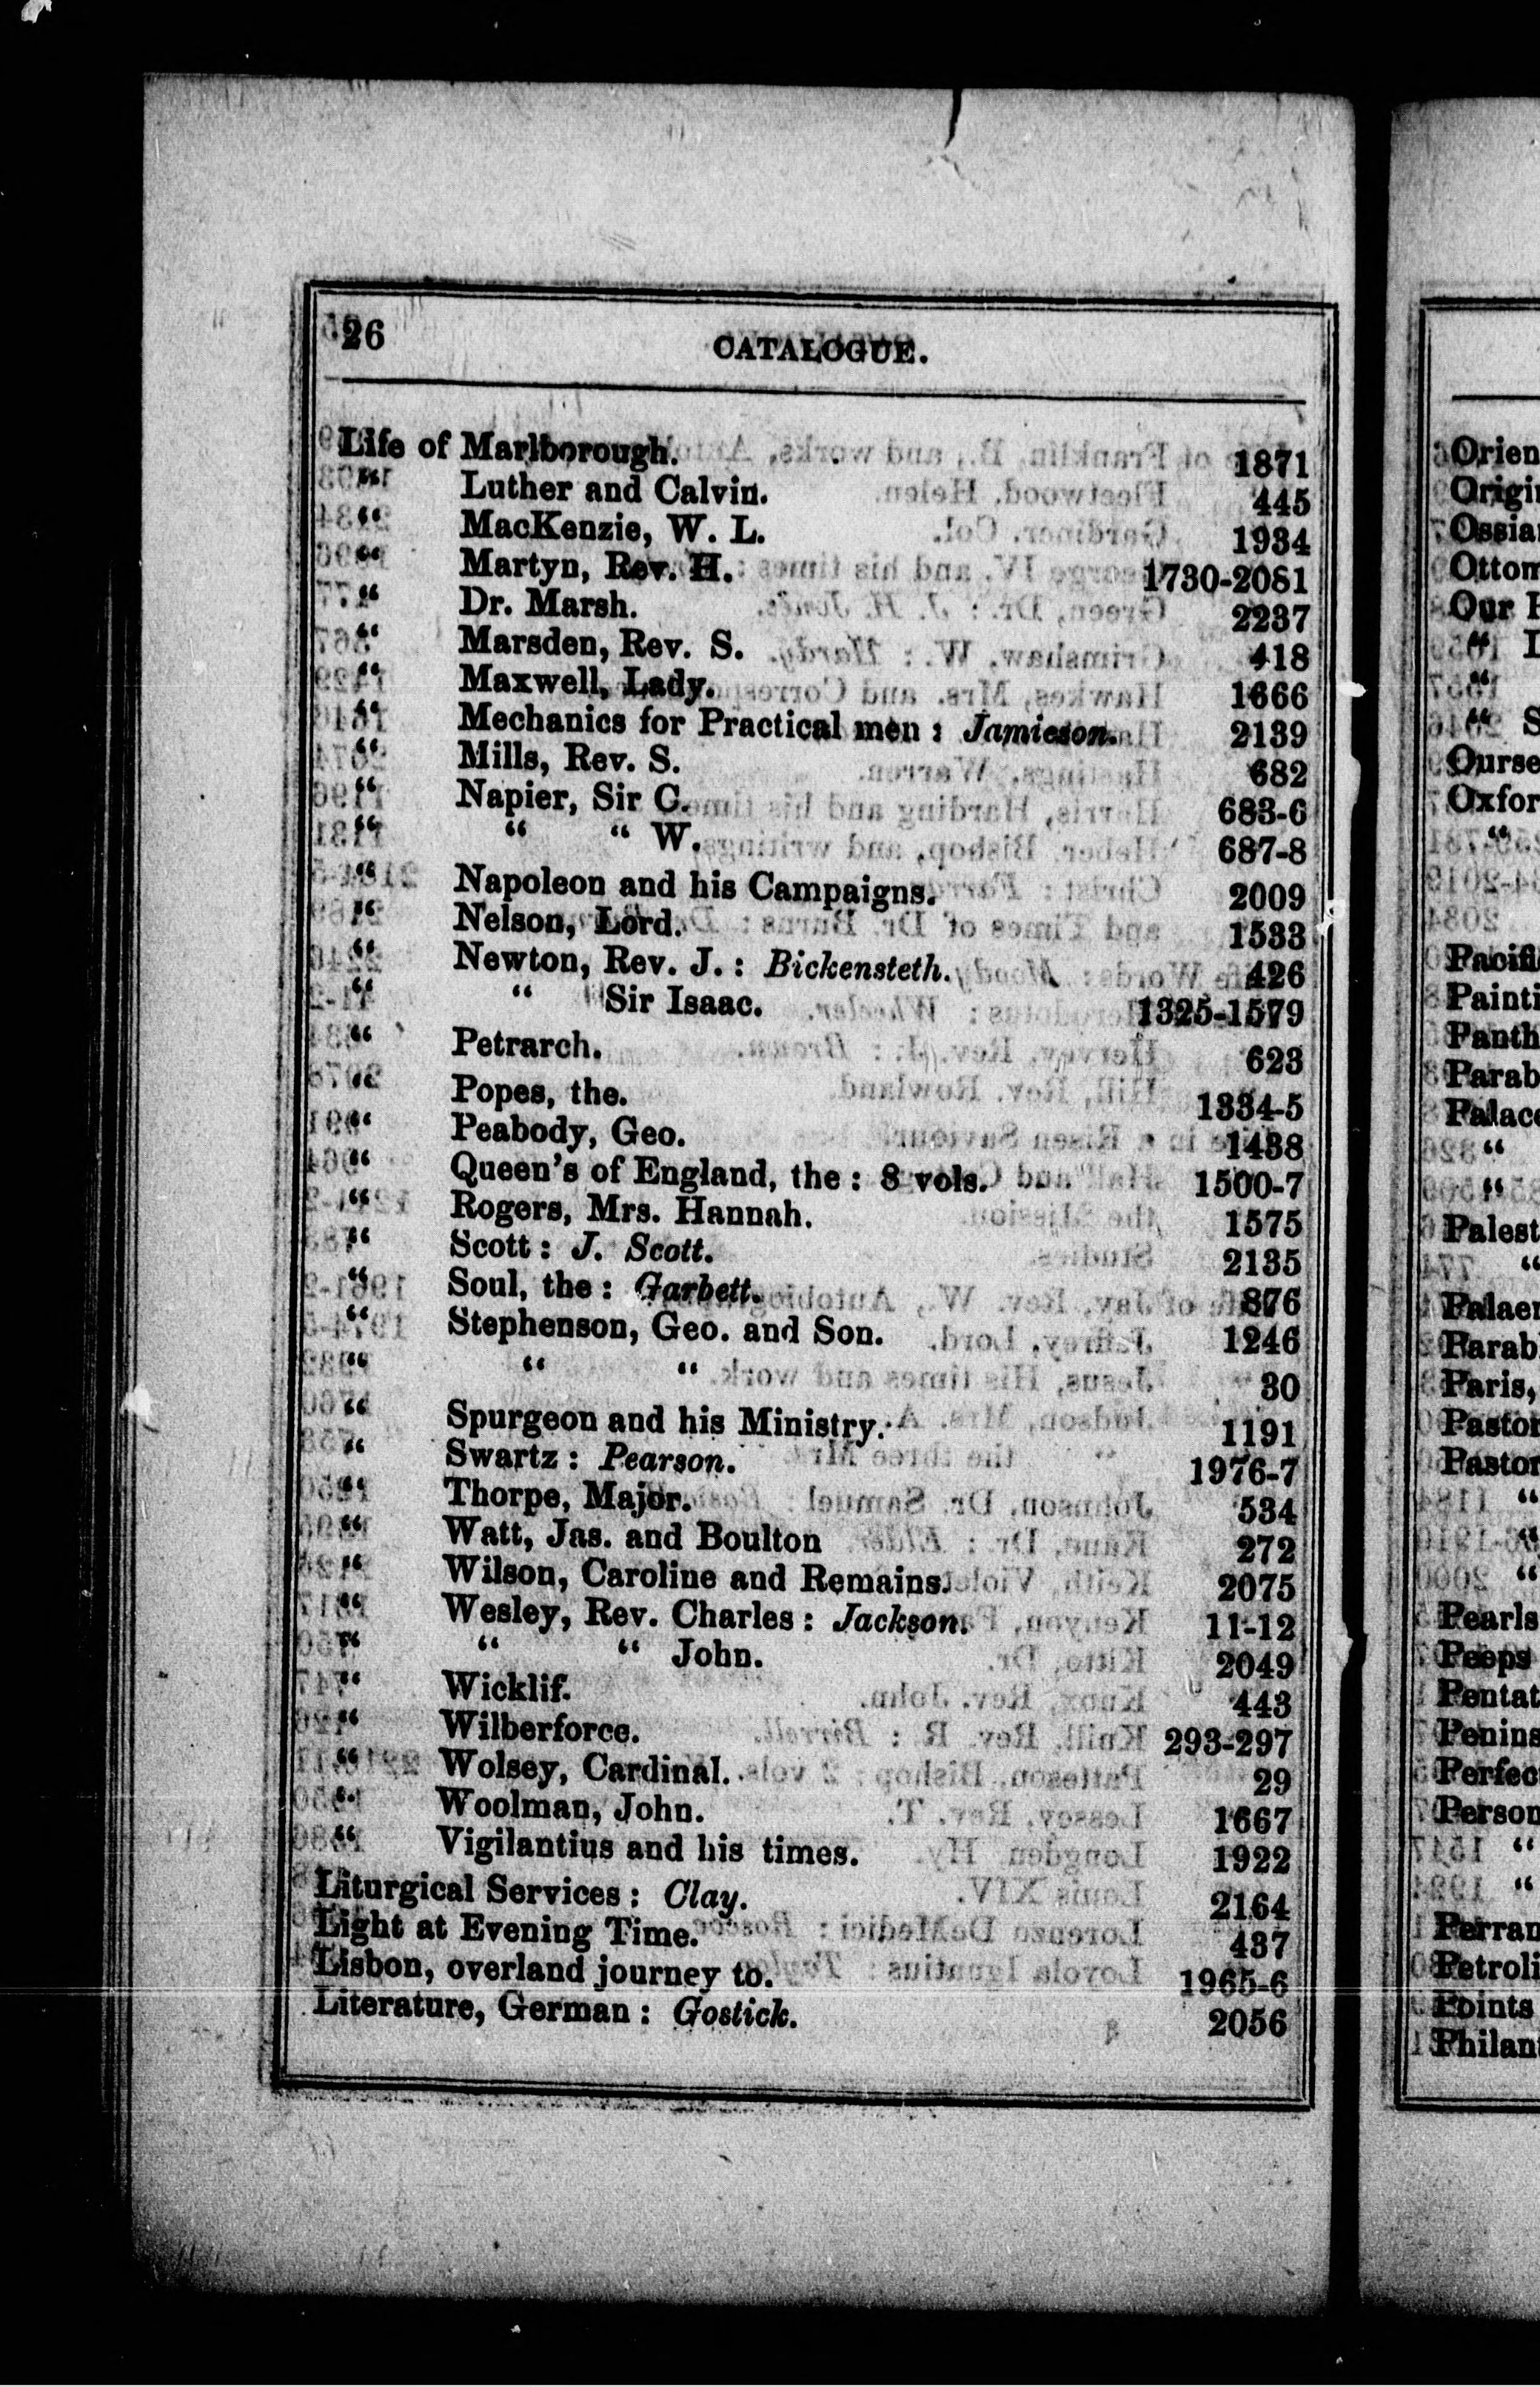 26
CATALOGUE.
Life of Marlborough. 1871
“ Luther and Calvin. 445
“ MacKenzie, W. L. 1934
“ Martyn, Rev. H. 1730-2081
“ Dr. Marsh. 2237
“ Marsden, Rev. S. 418
“ Maxwell, Lady. 1666
“ Mechanics for Practical men : Jamieson. 2139
“ Mills, Rev. S. 682
“ Napier, Sir C. 683-6
“ “ “ W. 687-8
“ Napoleon and his Campaigns. 2009
“ Nelson, Lord. 1533
“ Newton, Rev. J. : Bickensteth. 426
“ “ Sir Isaac. 1325-1579
“ Petrarch. 623
“ Popes, the. 1334-5
“ Peabody, Geo. 1438
“ Queen’s of England, the : 8 vols. 1500-7
“ Rogers, Mrs. Hannah. 1575
“ Scott : J. Scott. 2135
“ Soul, the : Garbett. 876
“ Stephenson, Geo. and Son. 1246
“ “ “ 30
“ Spurgeon and his Ministry. 1191
“ Swartz : Pearson. 1976-7
“ Thorpe, Major. 534
“ Watt, Jas. and Boulton 272
“ Wilson, Caroline and Remains. 2075
“ Wesley, Rev. Charles : Jackson. 11-12
“ “ “ John. 2049
“ Wicklif. 443
“ Wilberforce. 293-297
“ Wolsey, Cardinal. 29
“ Woolman, John. 1667
“ Vigilantius and his times. 1922
Liturgical Services : Clay. 2164
Light at Evening Time. 437
Lisbon, overland journey to. 1965-6
Literature, German : Gostick. 2056